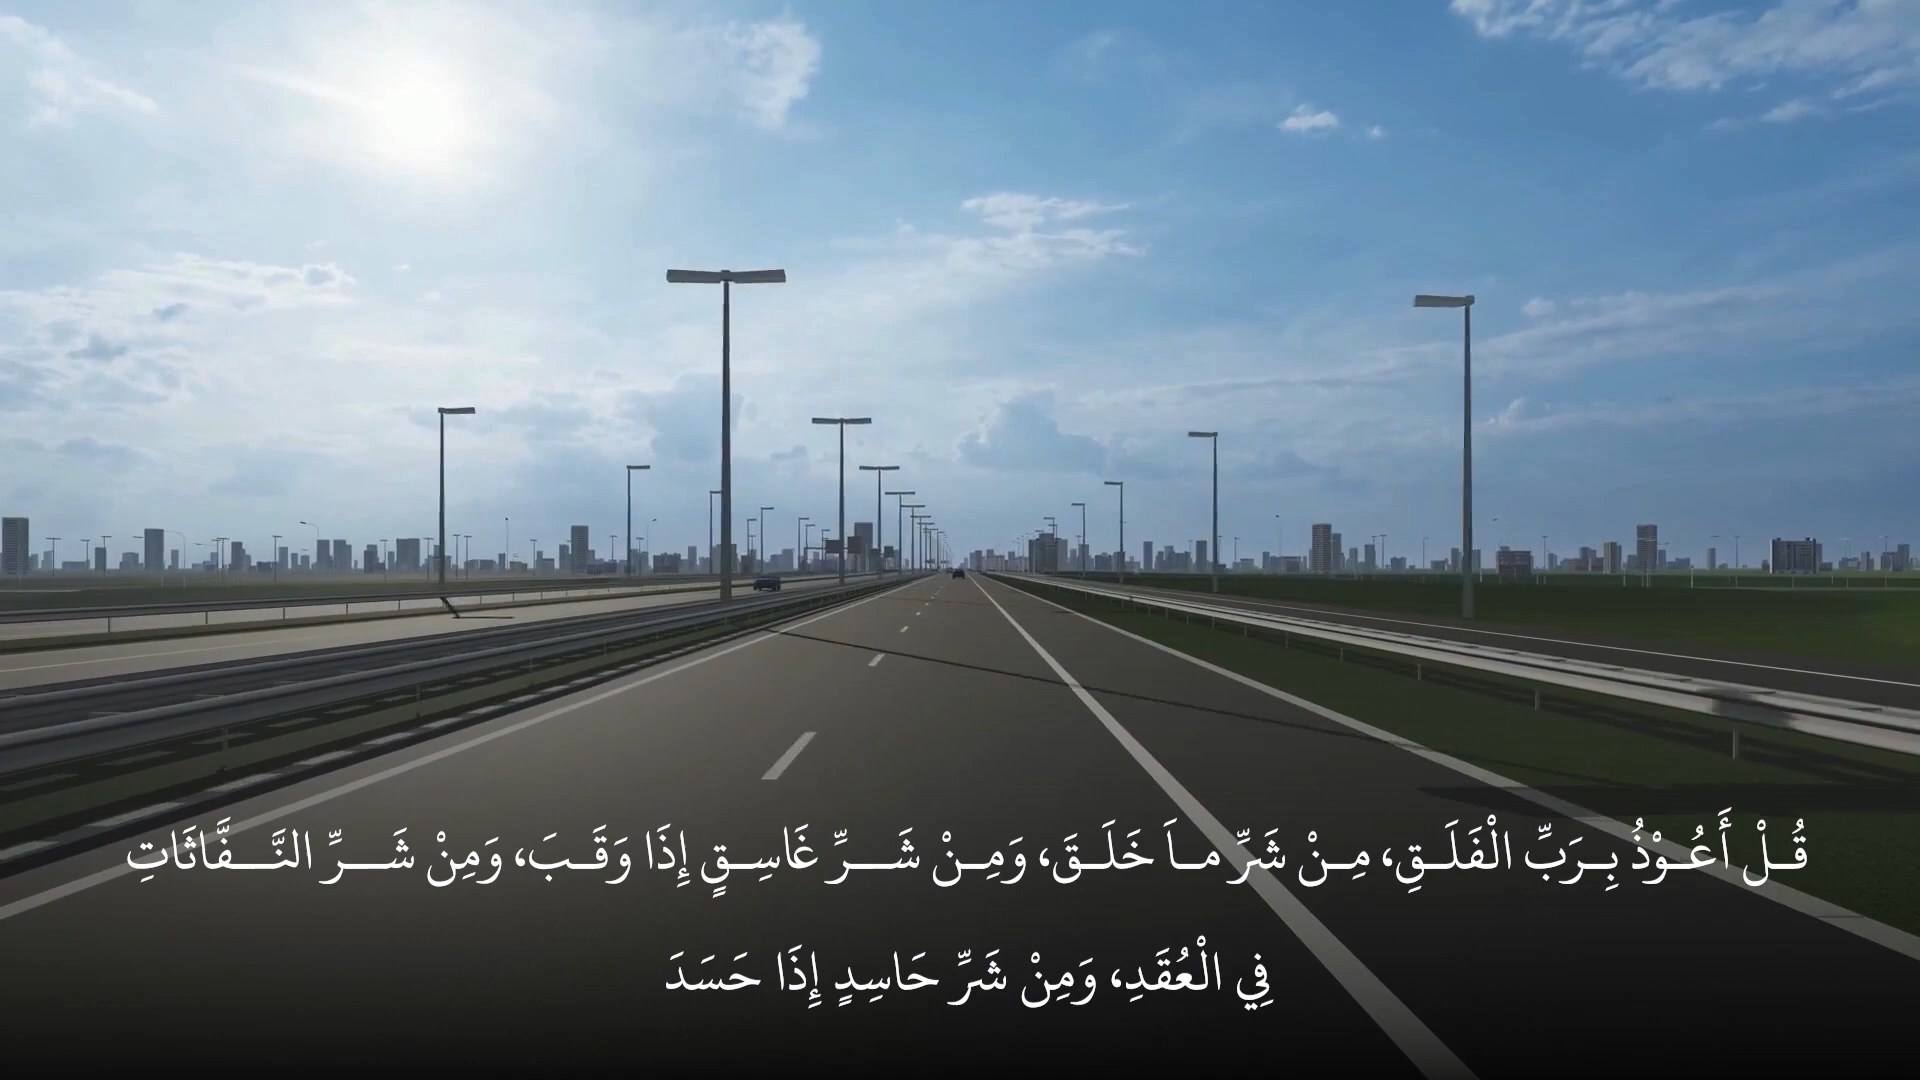 قُـلْ أَعُـوْذُ بِـرَبِّ الْفَلَـقِ، مِـنْ شَرِّ مـاَ خَلَـقَ، وَمِـنْ شَـــرِّ غَاسِـقٍ إِذَا وَقَـبَ، وَمِنْ شَـــرِّ النَّـــفَّاثَاتِ
فِي الْعُقَدِ، وَمِنْ شَرِّ حَاسِدٍ إِذَا حَسَدَ